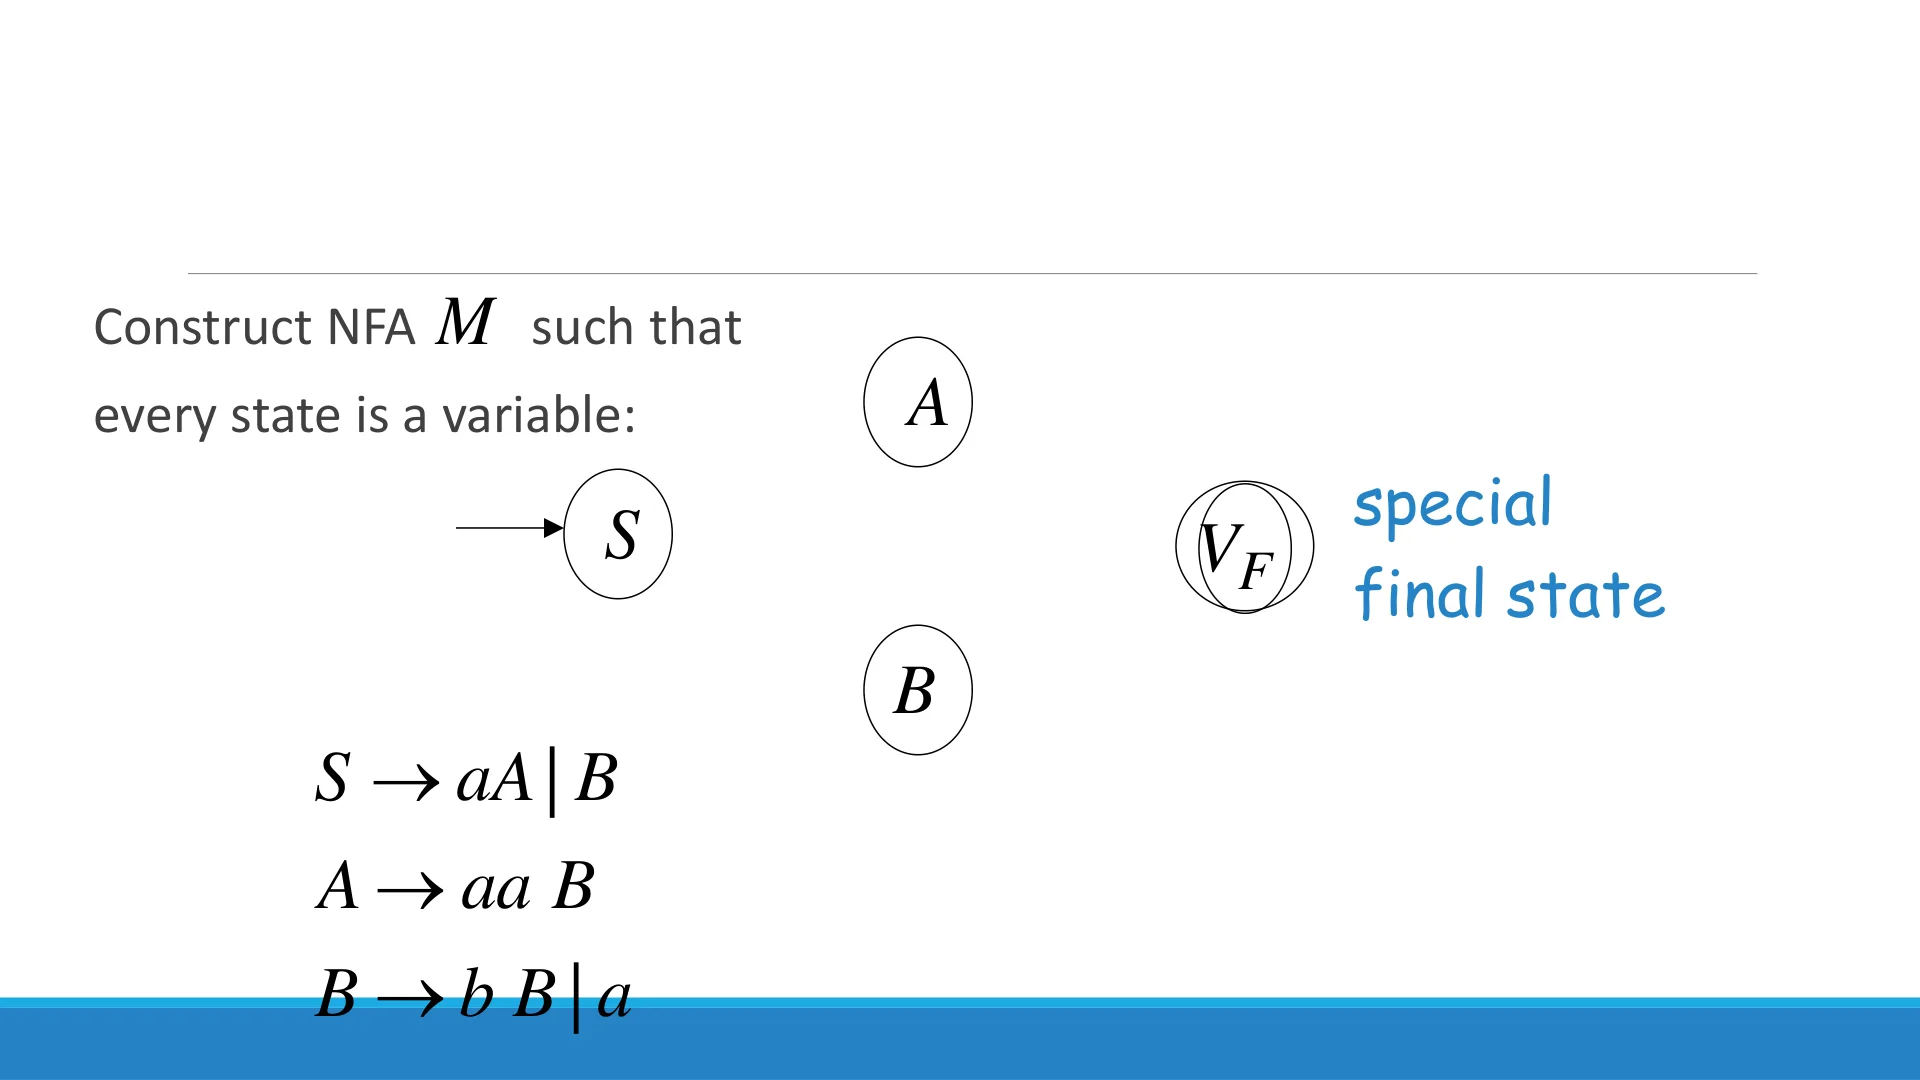 Construct NFA M such that
every state is a variable:
A
S
V_F
special
final state
B
S → aA | B
A → aa B
B → b B | a